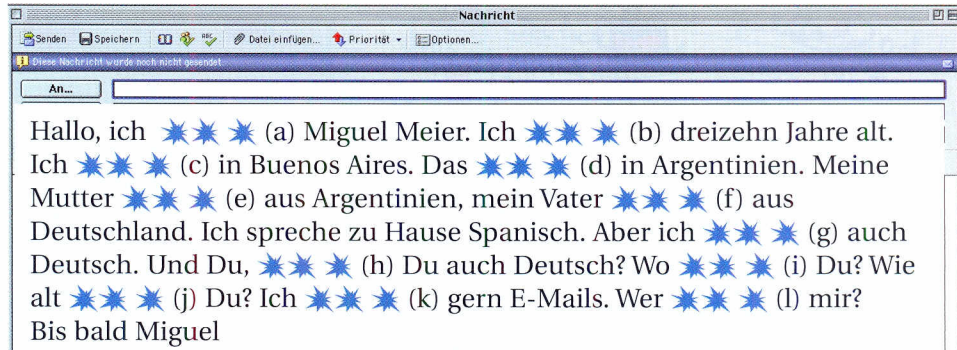 Nachricht
Senden Speichern Datei einfügen... Priorität Optionen...
Diese Nachricht wurde noch nicht gesendet
An...
Hallo, ich (a) Miguel Meier. Ich (b) dreizehn Jahre alt.
Ich (c) in Buenos Aires. Das (d) in Argentinien. Meine
Mutter (e) aus Argentinien, mein Vater (f) aus
Deutschland. Ich spreche zu Hause Spanisch. Aber ich (g) auch
Deutsch. Und Du, (h) Du auch Deutsch? Wo (i) Du? Wie
alt (j) Du? Ich (k) gern E-Mails. Wer (l) mir?
Bis bald Miguel